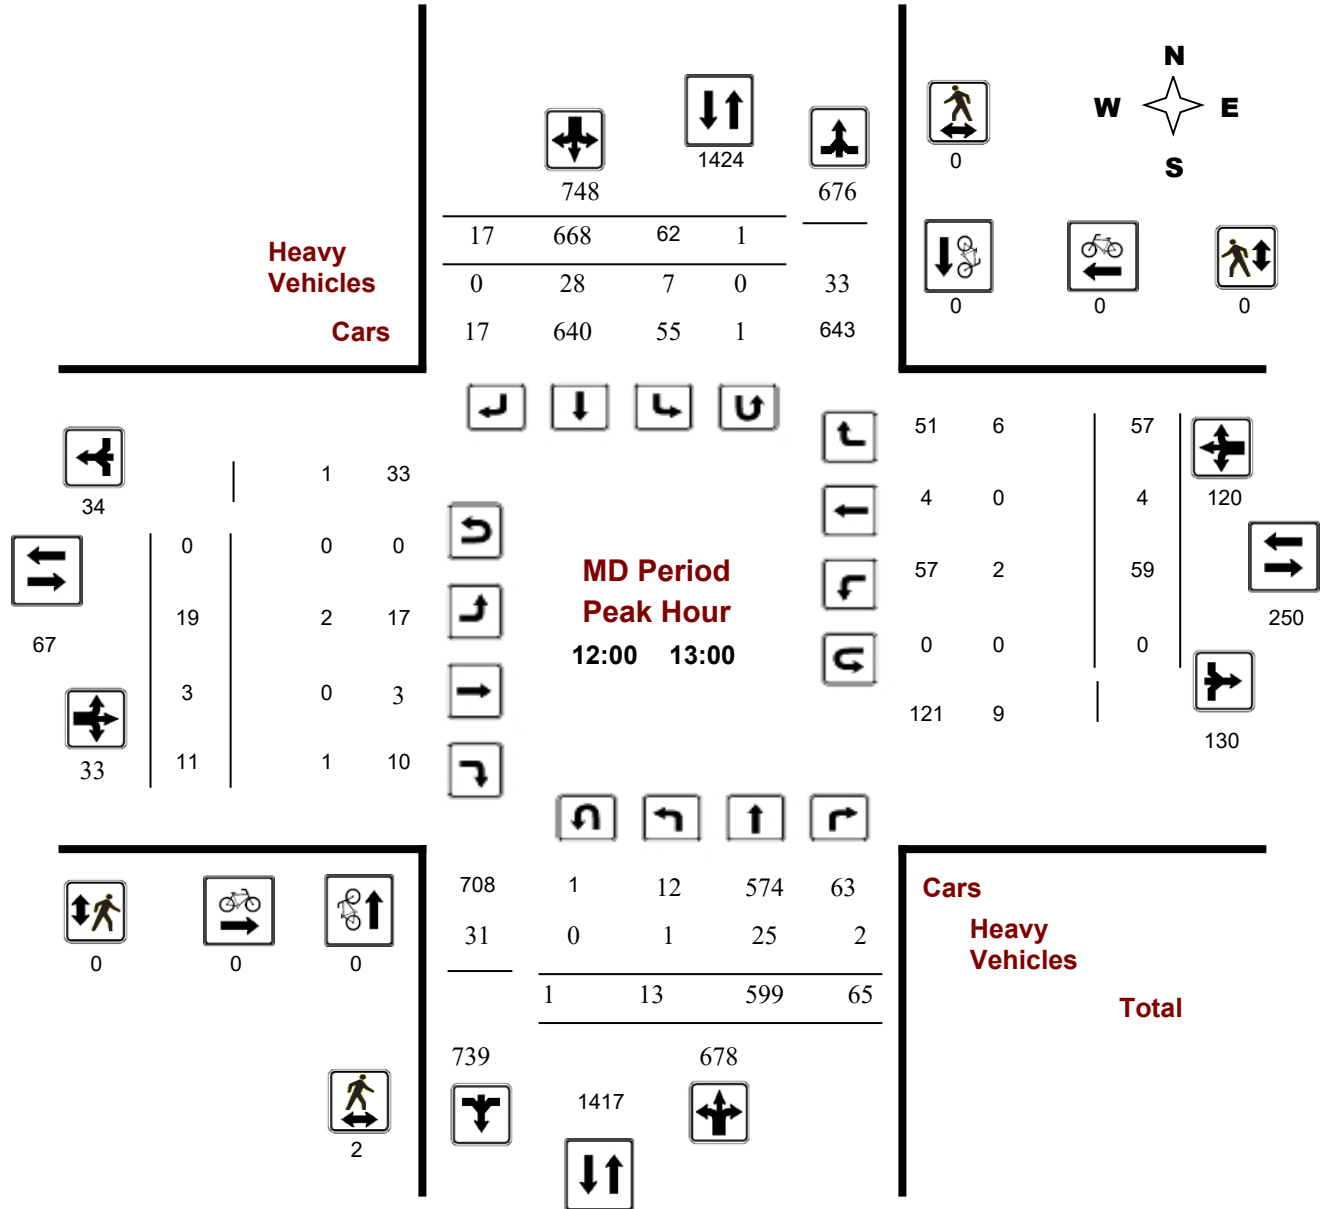 N
W E
S
1424
0
748 676
17 668 62 1
Heavy
Vehicles
0 28 7 0 33
0 0 0
Cars
17 640 55 1 643
51 6 57
1 33
34
4 0 4 120
0 0 0
MD Period
57 2 59
Peak Hour
19 2 17
250
67
12:00 13:00
0 0 0
3 0 3
121 9
130
33 11 1 10
708 1 12 574 63
Cars
31 0 1 25 2
Heavy
Vehicles
0 0 0
1 13 599 65
Total
739 678
1417
2